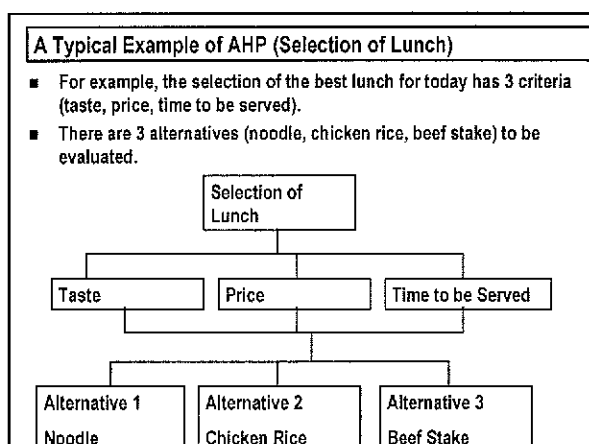 A Typical Example of AHP (Selection of Lunch)
■ For example, the selection of the best lunch for today has 3 criteria
(taste, price, time to be served).
■ There are 3 alternatives (noodle, chicken rice, beef stake) to be
evaluated.
Selection of
Lunch
Taste Price Time to be Served
Alternative 1 Alternative 2 Alternative 3
Noodle Chicken Rice Beef Stake